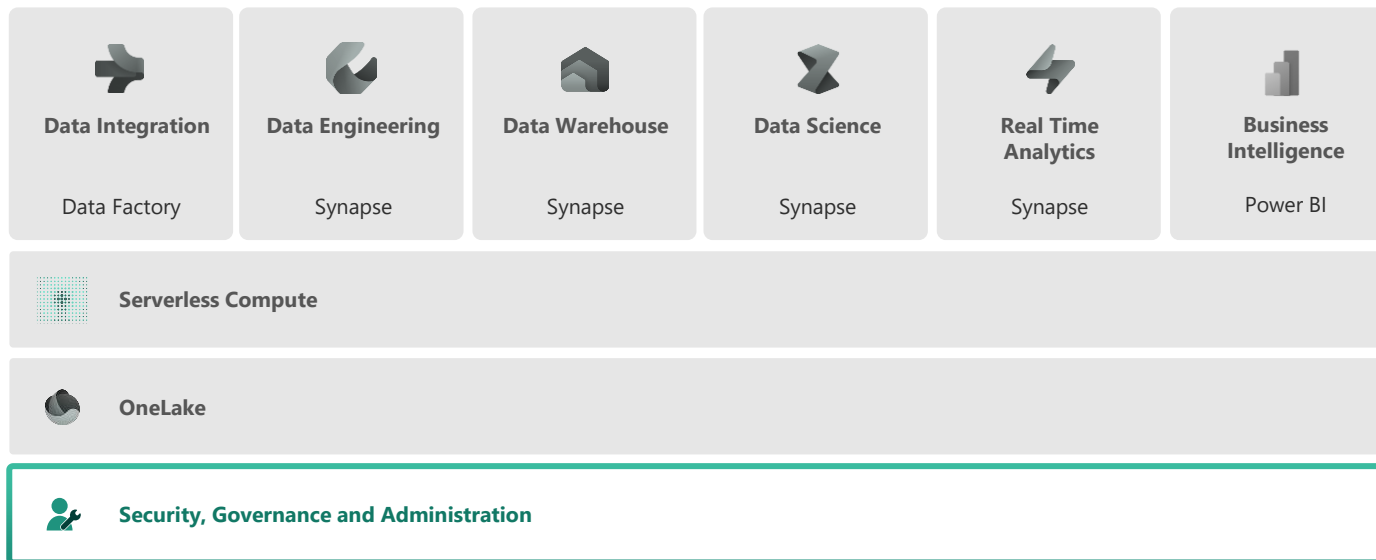 Data Integration
Data Factory
Data Engineering
Synapse
Data Warehouse
Synapse
Data Science
Synapse
Real Time
Analytics
Synapse
Business
Intelligence
Power BI
Serverless Compute
OneLake
Security, Governance and Administration